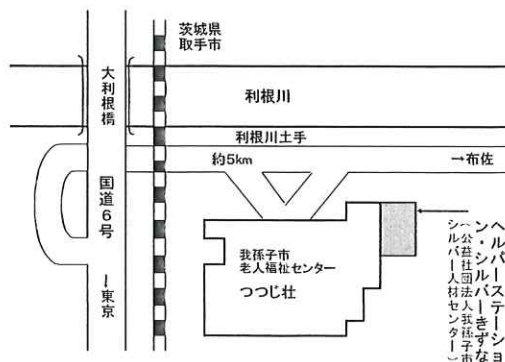 茨城県
取手市
大利根橋
利根川
利根川土手
約5km
→布佐
国道6号
→東京
我孫子市
老人福祉センター
つつじ荘
ヘルパーステーショ
ン・シルバーきずな
(公益社団法人我孫子市
シルバー人材センター)